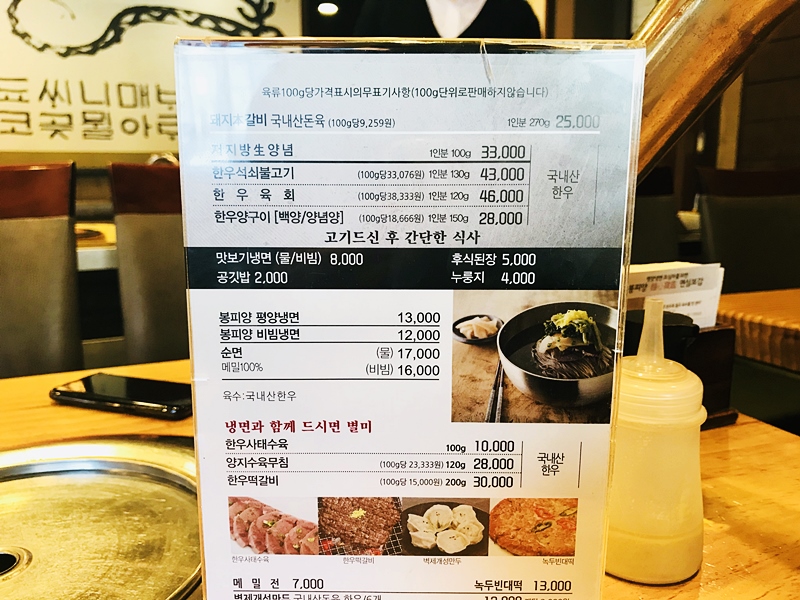 육류100g당가격표시의무표기사항(100g단위로판매하지않습니다)
돼지本갈비 국내산돈육 (100g당9,259원) 1인분 270g 25,000
전지방生양념 1인분 100g 33,000
한우석쇠불고기 (100g당33,076원) 1인분 130g 43,000
한우육회 (100g당38,333원) 1인분 120g 46,000
한우양구이 [백양/양념양] (100g당18,666원) 1인분 150g 28,000
국내산
한우
고기드신 후 간단한 식사
맛보기냉면 (물/비빔) 8,000 후식된장 5,000
공깃밥 2,000 누룽지 4,000
봉피양 평양냉면 13,000
봉피양 비빔냉면 12,000
순면 (물) 17,000
메밀100% (비빔) 16,000
육수:국내산한우
냉면과 함께 드시면 별미
한우사태수육 100g 10,000
양지수육무침 (100g당 23,333원) 120g 28,000
한우떡갈비 (100g당 15,000원) 200g 30,000
국내산
한우
한우사태수육 한우떡갈비 벽제개성만두 녹두빈대떡
메밀전 7,000 녹두빈대떡 13,000
벽제개성만두 국내산돈육,한우/6개